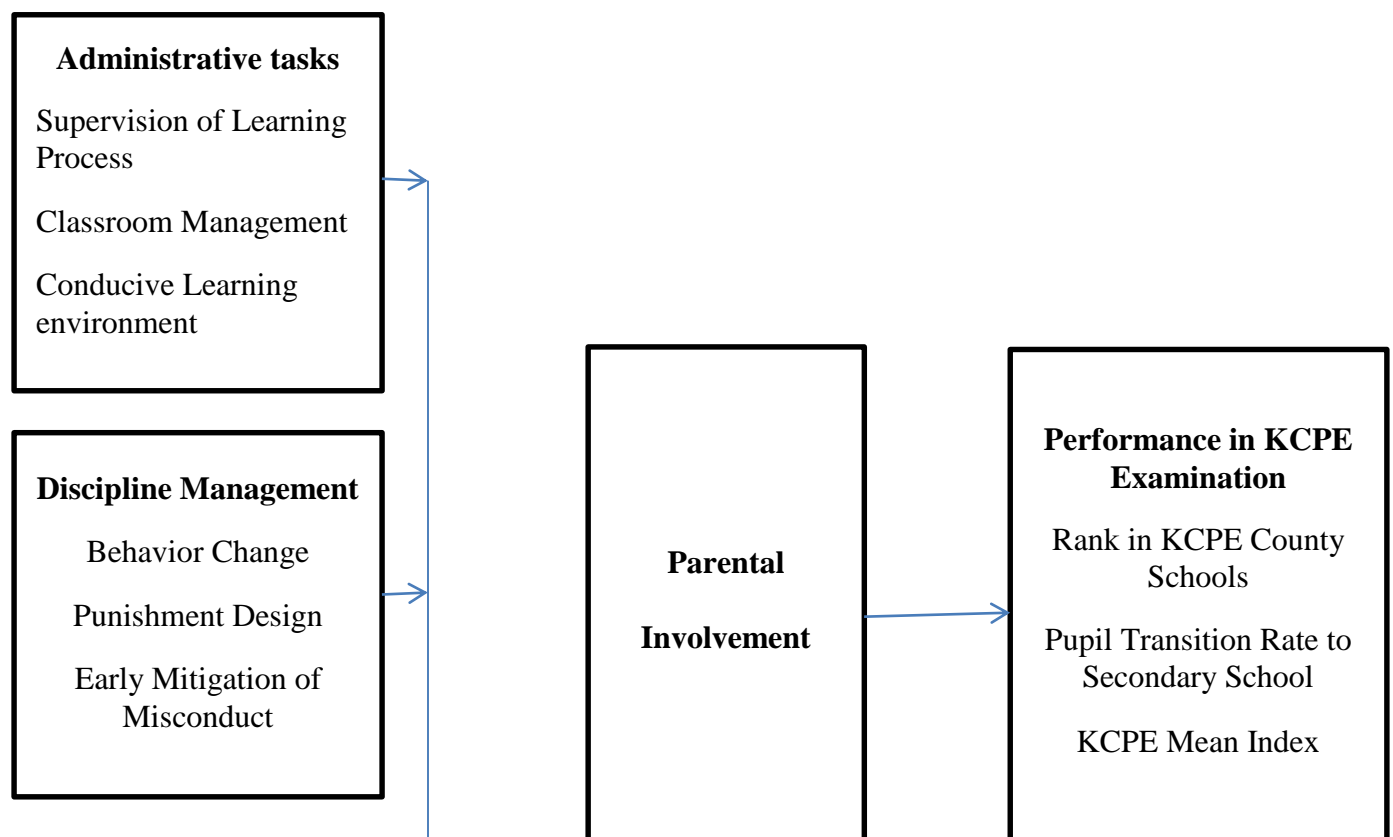 Administrative tasks
Supervision of Learning
Process
Classroom Management
Conducive Learning
environment
Discipline Management
Behavior Change
Punishment Design
Early Mitigation of
Misconduct
Parental
Involvement
Performance in KCPE
Examination
Rank in KCPE County
Schools
Pupil Transition Rate to
Secondary School
KCPE Mean Index